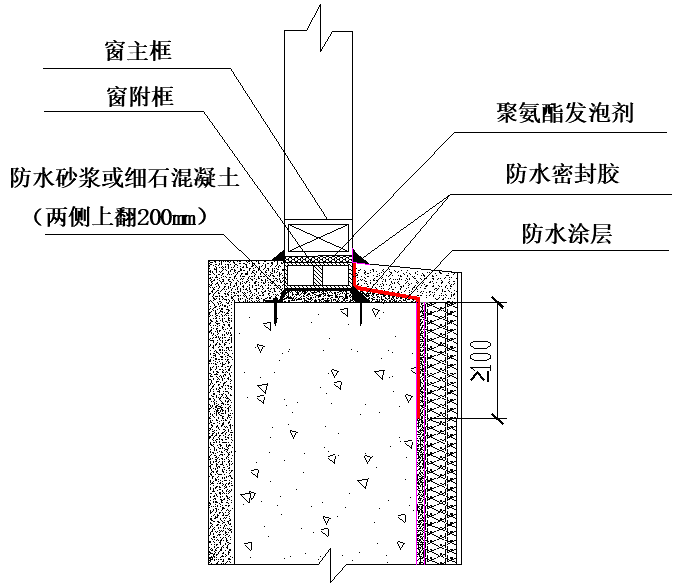 窗主框
窗附框
防水砂浆或细石混凝土
（两侧上翻200mm）
聚氨酯发泡剂
防水密封胶
防水涂层
≥100